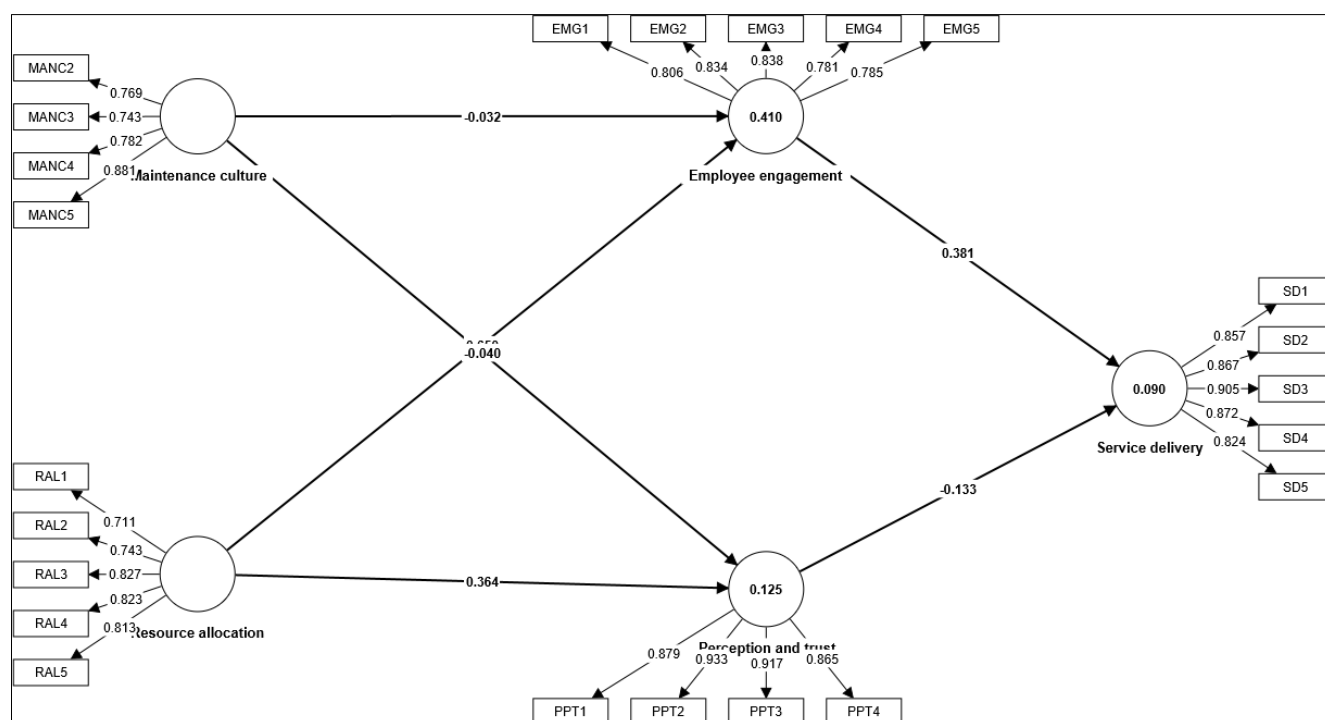 EMG1 EMG2 EMG3 EMG4 EMG5
0.806 0.834 0.838 0.781 0.785
MANC2
0.769
MANC3
0.743
MANC4
0.782
MANC5
0.881
Maintenance culture
-0.032
0.410
Employee engagement
0.381
-0.040
SD1
0.857
SD2
0.867
SD3
0.905
SD4
0.872
SD5
0.824
0.090
Service delivery
-0.133
RAL1
0.711
RAL2
0.743
RAL3
0.827
RAL4
0.823
RAL5
0.813
Resource allocation
0.364
0.125
Perception and trust
0.879 0.933 0.917 0.865
PPT1 PPT2 PPT3 PPT4